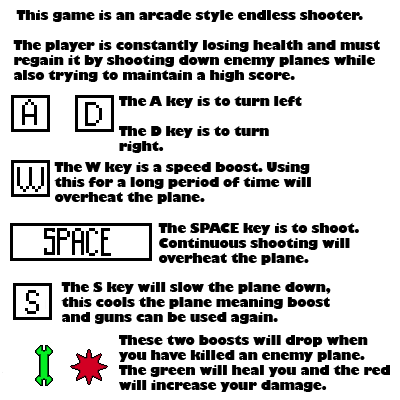 This game is an arcade style endless shooter.
The player is constantly losing health and must
regain it by shooting down enemy planes while
also trying to maintain a high score.
A D The A key is to turn left
The D key is to turn
right.
W The W key is a speed boost. Using
this for a long period of time will
overheat the plane.
SPACE The SPACE key is to shoot.
Continuous shooting will
overheat the plane.
S The S key will slow the plane down,
this cools the plane meaning boost
and guns can be used again.
These two boosts will drop when
you have killed an enemy plane.
The green will heal you and the red
will increase your damage.